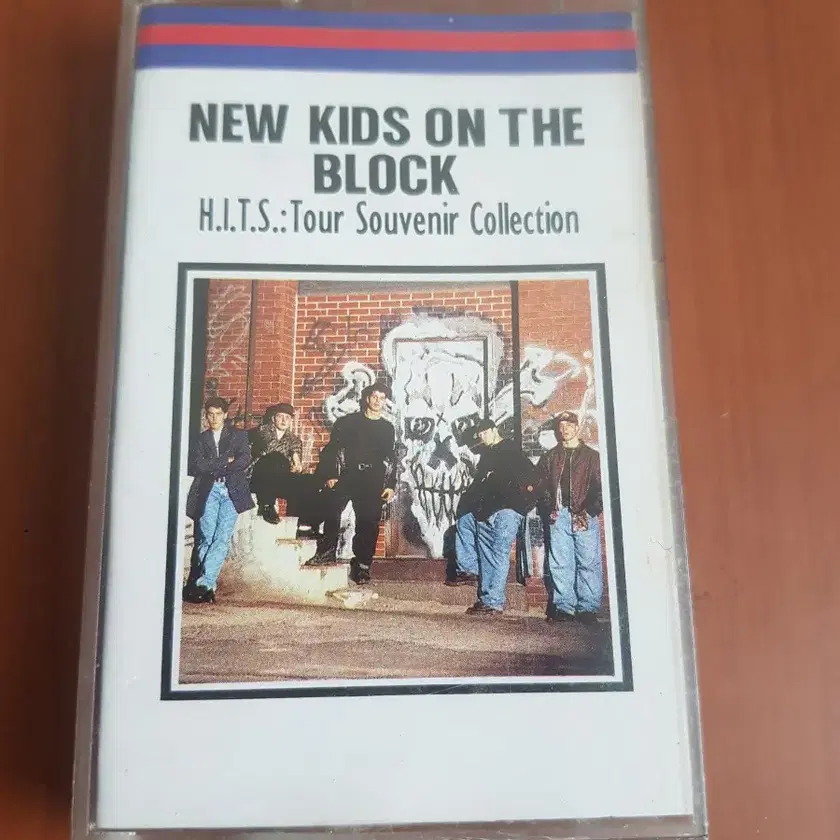 NEW KIDS ON THE
BLOCK
H.I.T.S.:Tour Souvenir Collection